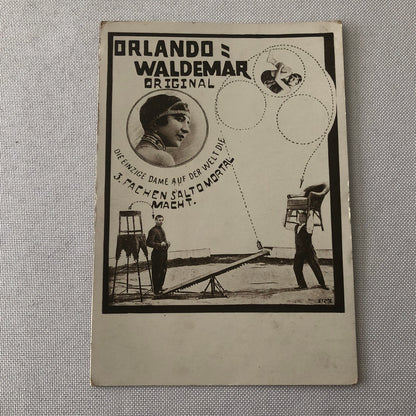 ORLANDO =
WALDEMAR
ORIGINAL
DIE EINZIGE DAME AUF DER WELT DIE
3. FACHEN SALTO MORTAL
MACHT.